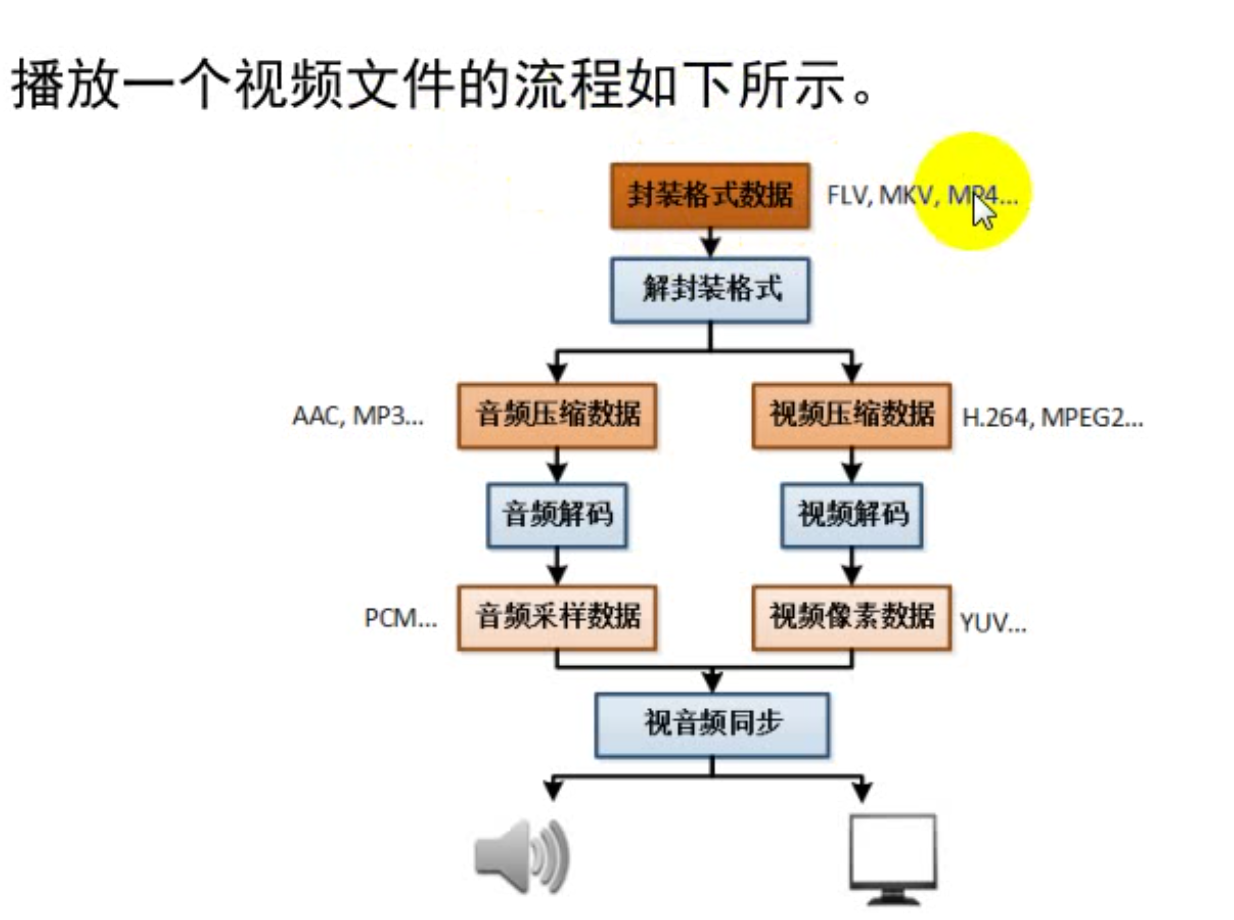 播放一个视频文件的流程如下所示。
封装格式数据 FLV, MKV, MP4...
解封装格式
AAC, MP3... 音频压缩数据 视频压缩数据 H.264, MPEG2...
音频解码 视频解码
PCM... 音频采样数据 视频像素数据 YUV...
视音频同步